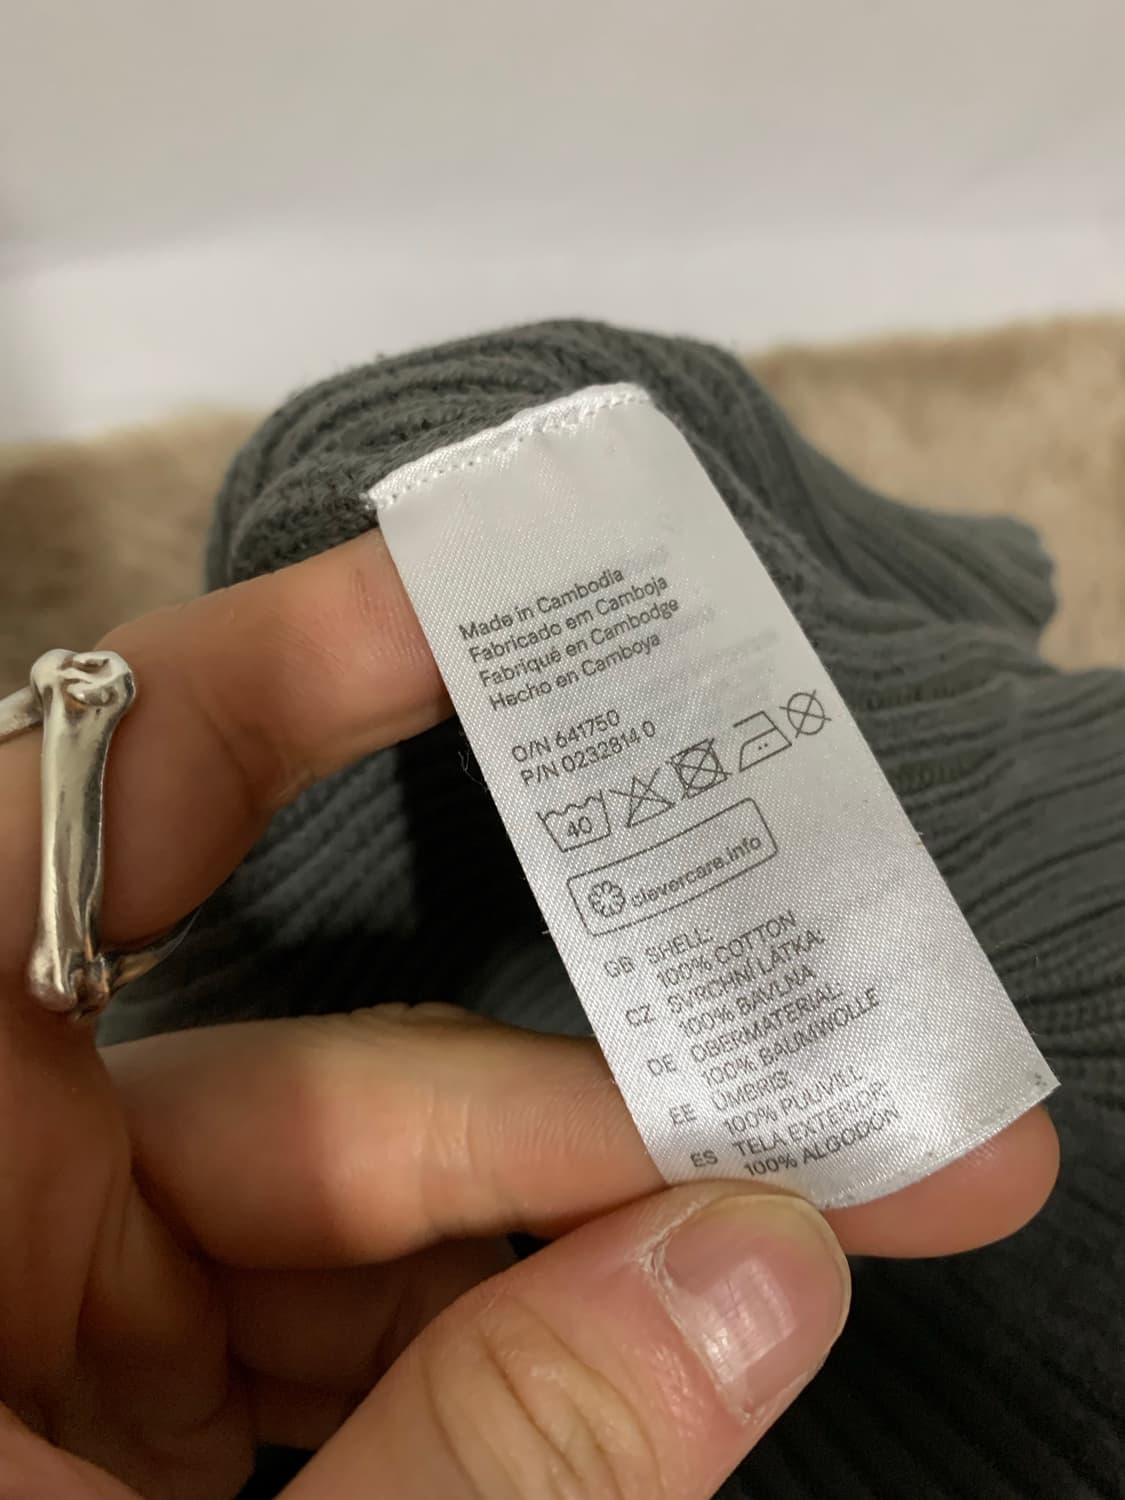 Made in Cambodia
Fabricado em Camboja
Fabriqué en Cambodge
Hecho en Camboya
O/N 641750
P/N 0232814 0
40
clevercare.info
GB SHELL:
100% COTTON
CZ SVRCHNÍ LÁTKA:
100% BAVLNA
DE OBERMATERIAL:
100% BAUMWOLLE
EE ÜMBRIS:
100% PUUVILL
ES TELA EXTERIOR:
100% ALGODÓN